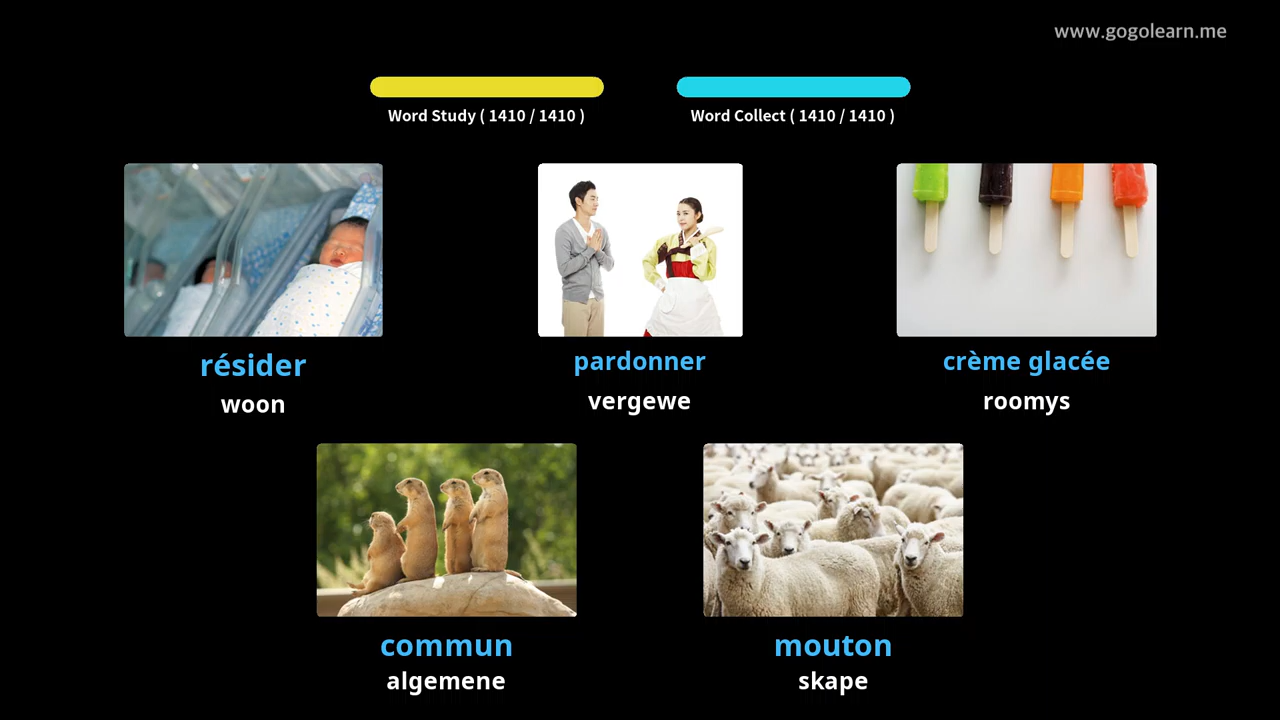 www.gogolearn.me
Word Study ( 1410 / 1410 )
Word Collect ( 1410 / 1410 )
résider
woon
pardonner
vergewe
crème glacée
roomys
commun
algemene
mouton
skape